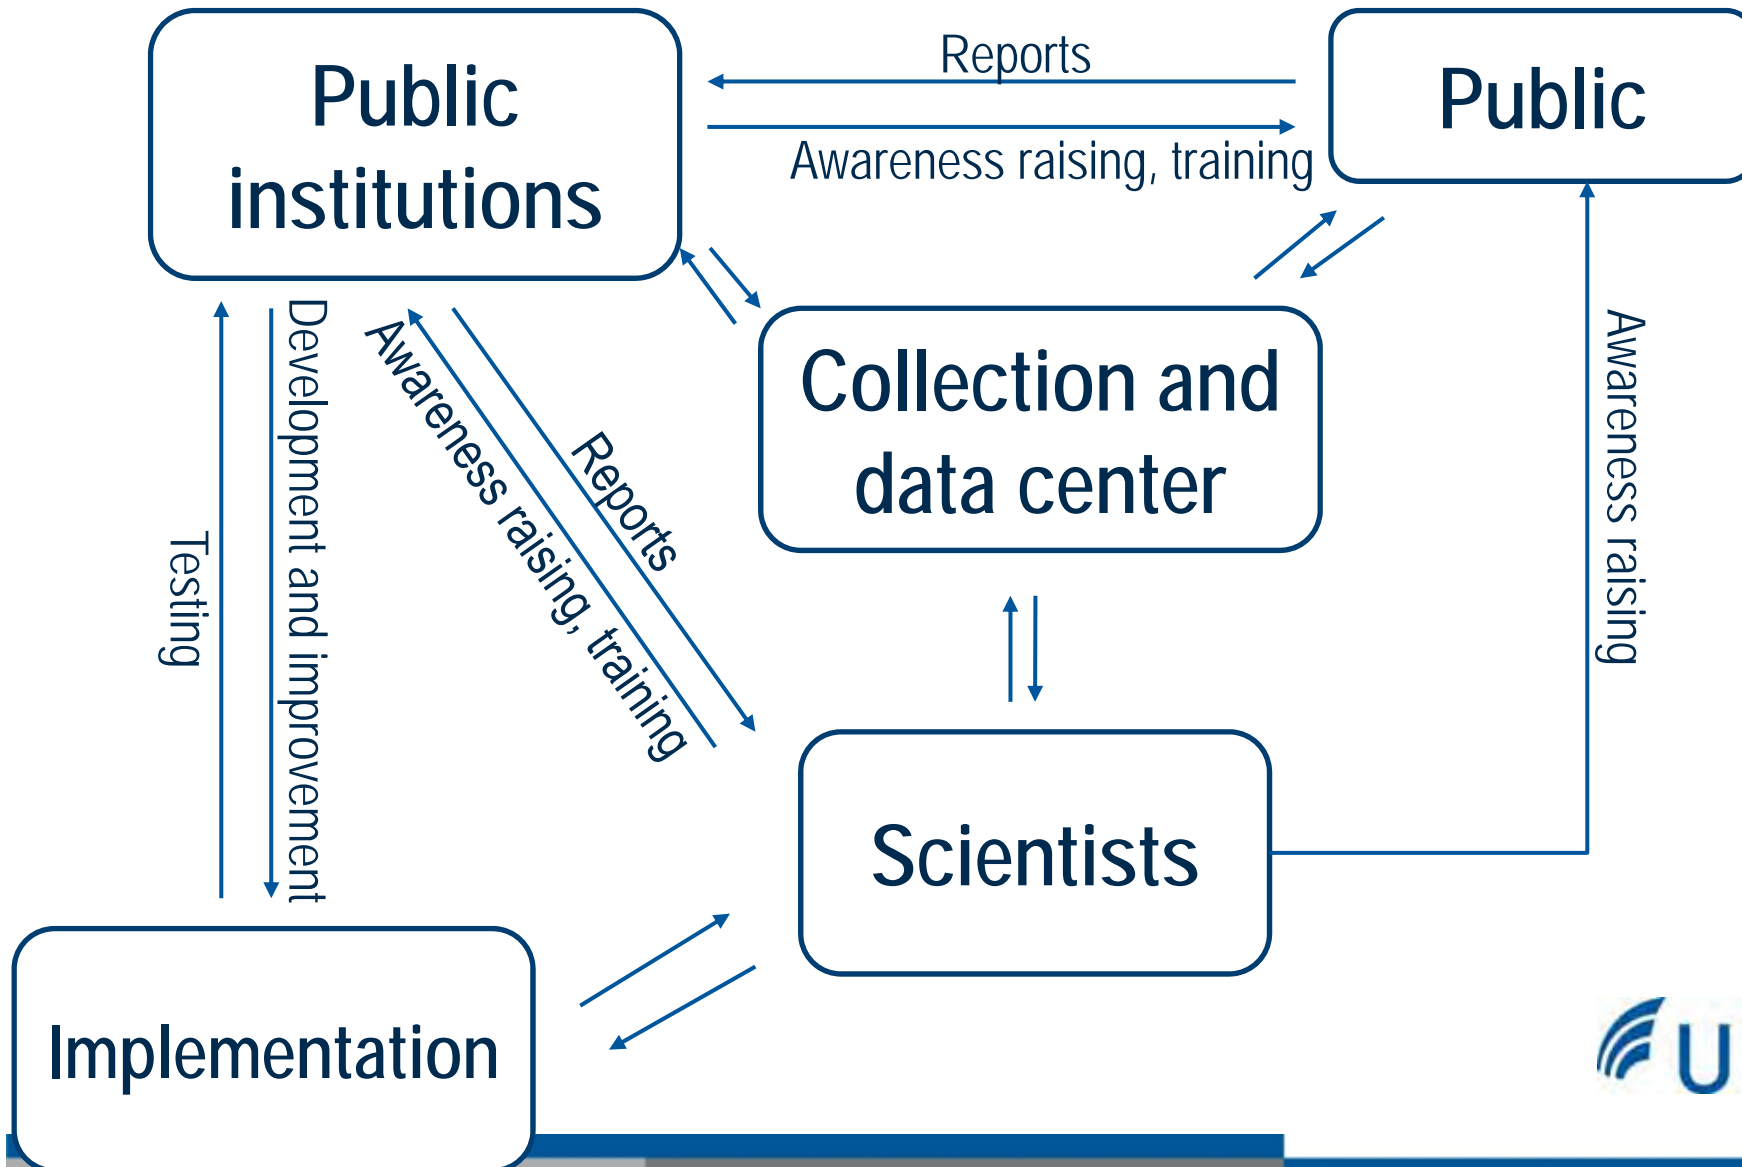 Public
institutions
Reports
Awareness raising, training
Public
Collection and
data center
Development and improvement
Testing
Awareness raising, training
Reports
Awareness raising
Scientists
Implementation
U